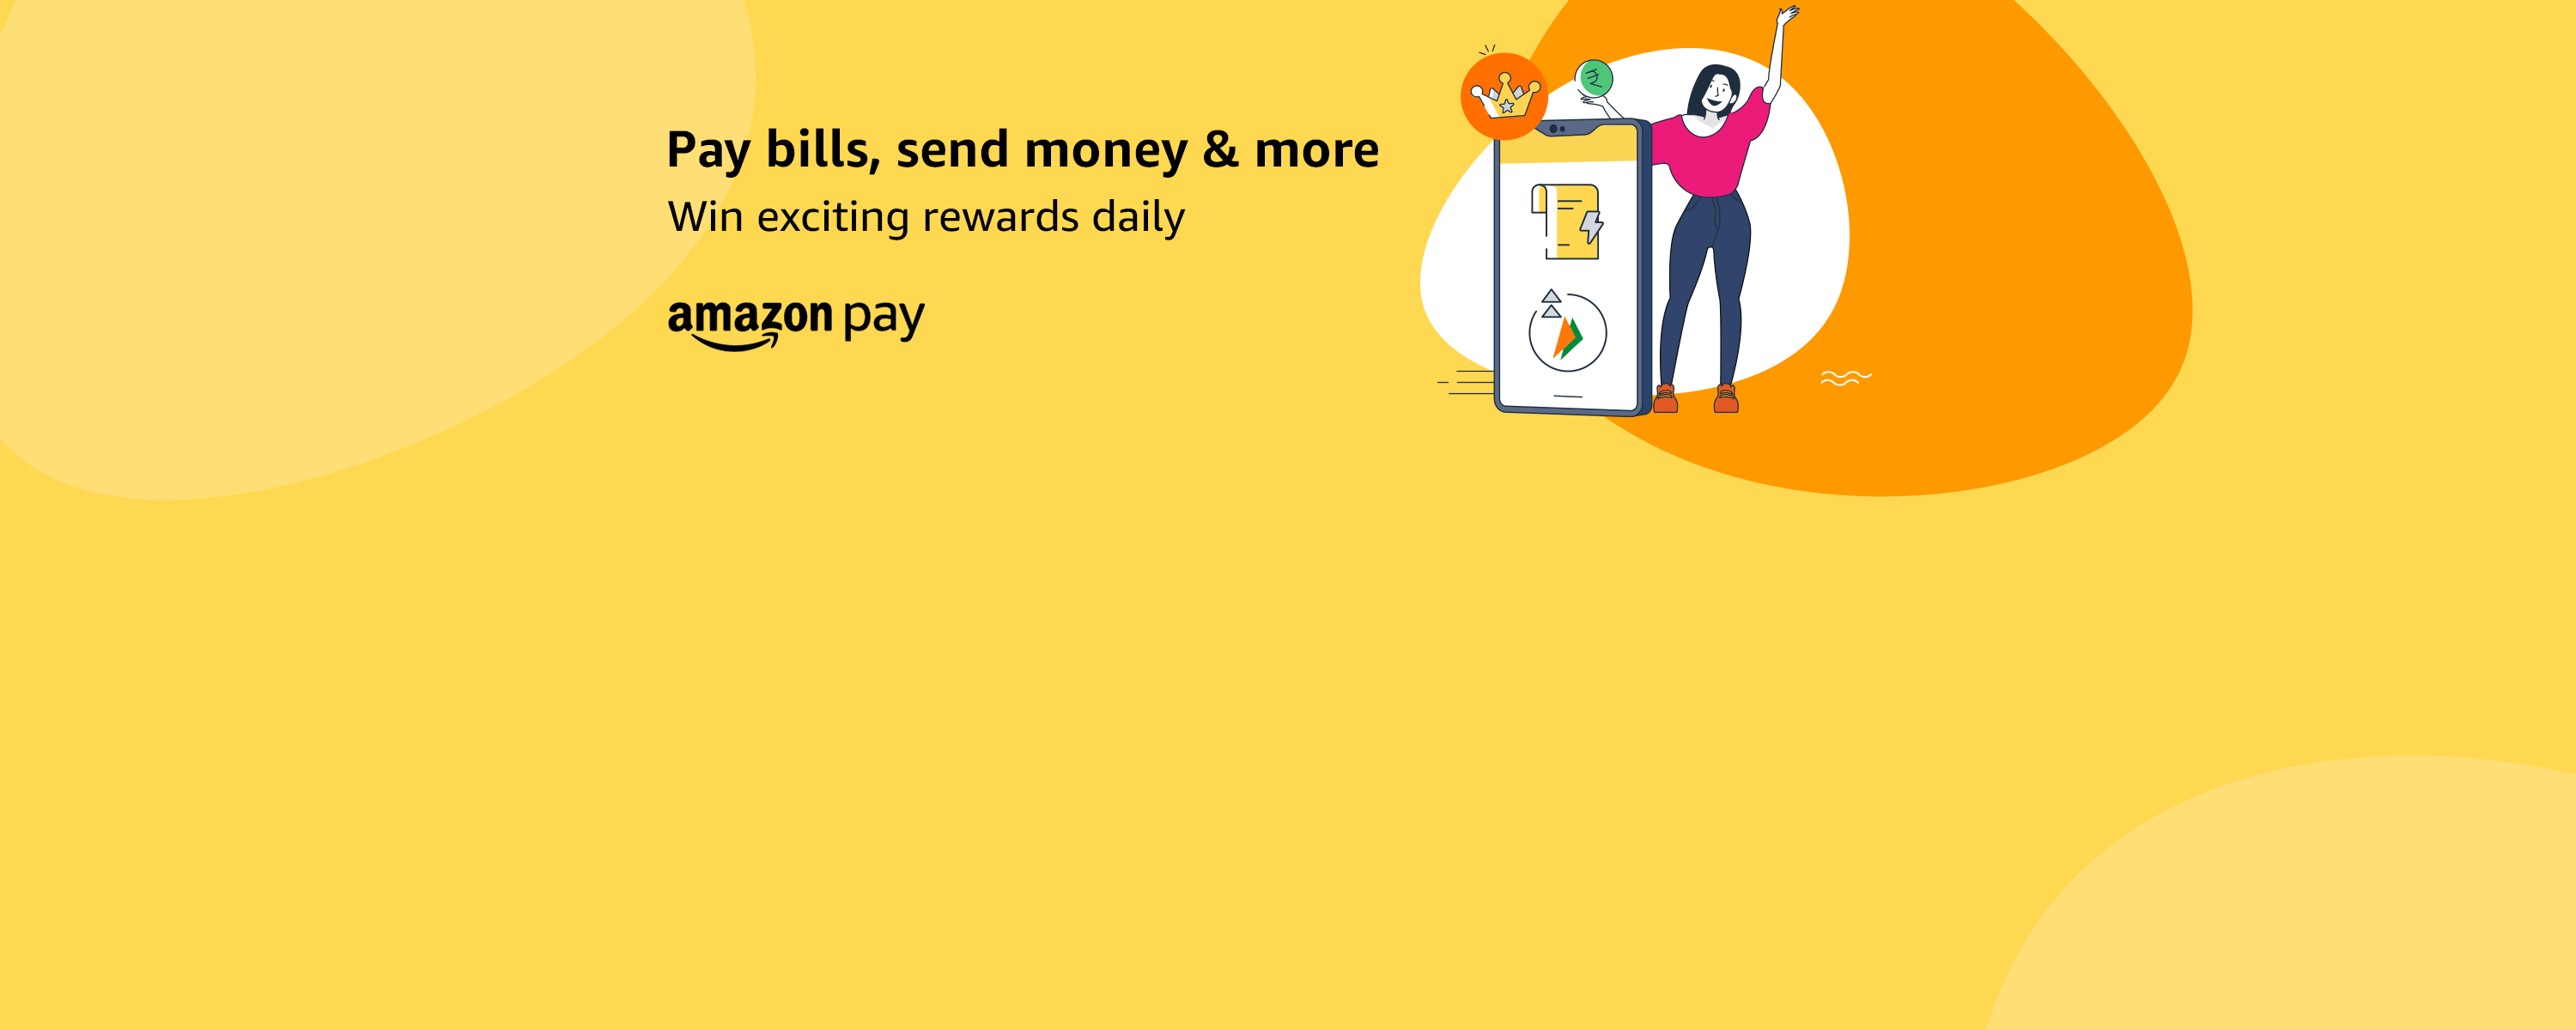 Pay bills, send money & more
Win exciting rewards daily
amazon pay
₹